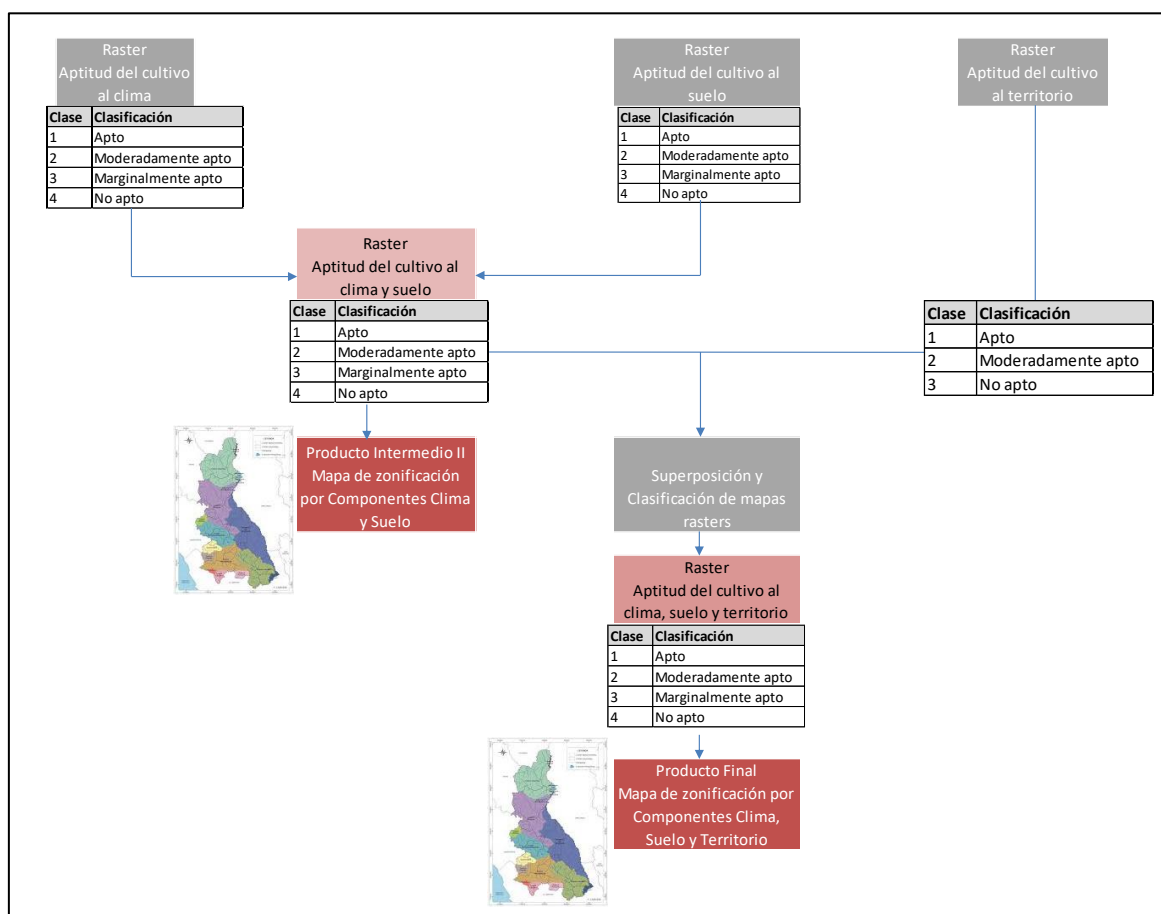 Raster
Aptitud del cultivo
al clima
Clase Clasificación
1 Apto
2 Moderadamente apto
3 Marginalmente apto
4 No apto
Raster
Aptitud del cultivo al
suelo
Clase Clasificación
1 Apto
2 Moderadamente apto
3 Marginalmente apto
4 No apto
Raster
Aptitud del cultivo
al territorio
Clase Clasificación
1 Apto
2 Moderadamente apto
3 No apto
Raster
Aptitud del cultivo al
clima y suelo
Clase Clasificación
1 Apto
2 Moderadamente apto
3 Marginalmente apto
4 No apto
Producto Intermedio II
Mapa de zonificación
por Componentes Clima
y Suelo
Superposición y
Clasificación de mapas
rasters
Raster
Aptitud del cultivo al
clima, suelo y territorio
Clase Clasificación
1 Apto
2 Moderadamente apto
3 Marginalmente apto
4 No apto
Producto Final
Mapa de zonificación por
Componentes Clima,
Suelo y Territorio